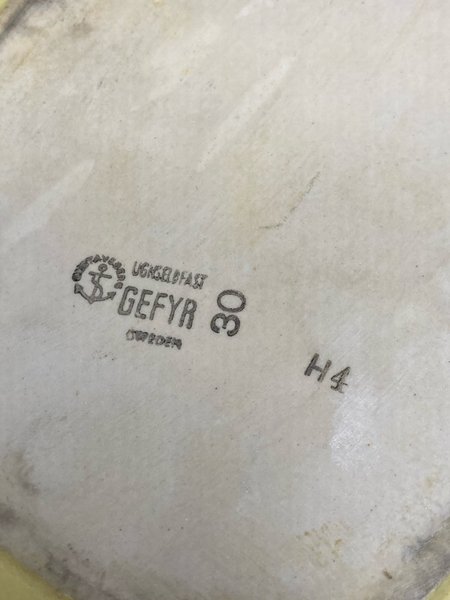 UGNSELDFAST
GEFYR
SWEDEN
30
H4